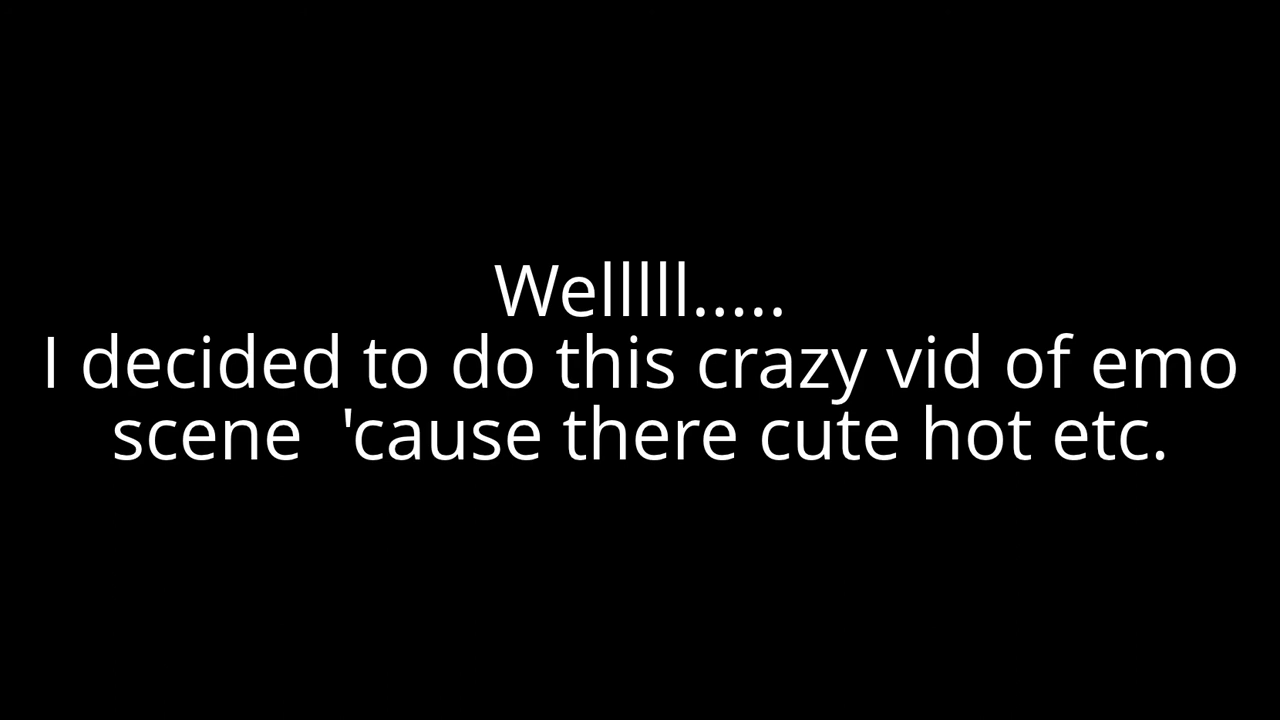 Welllll.....
I decided to do this crazy vid of emo
scene  'cause there cute hot etc.